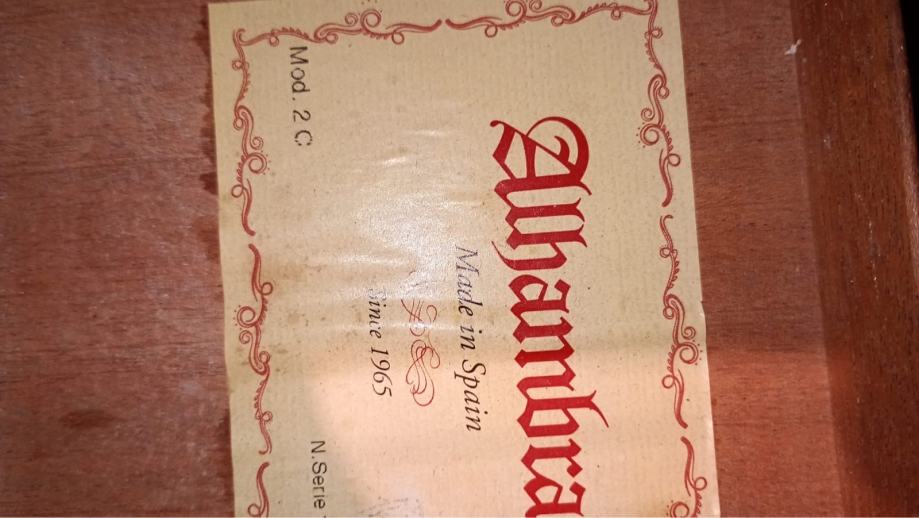 Alhambra
Made in Spain
Since 1965
Mod. 2 C
N.Serie